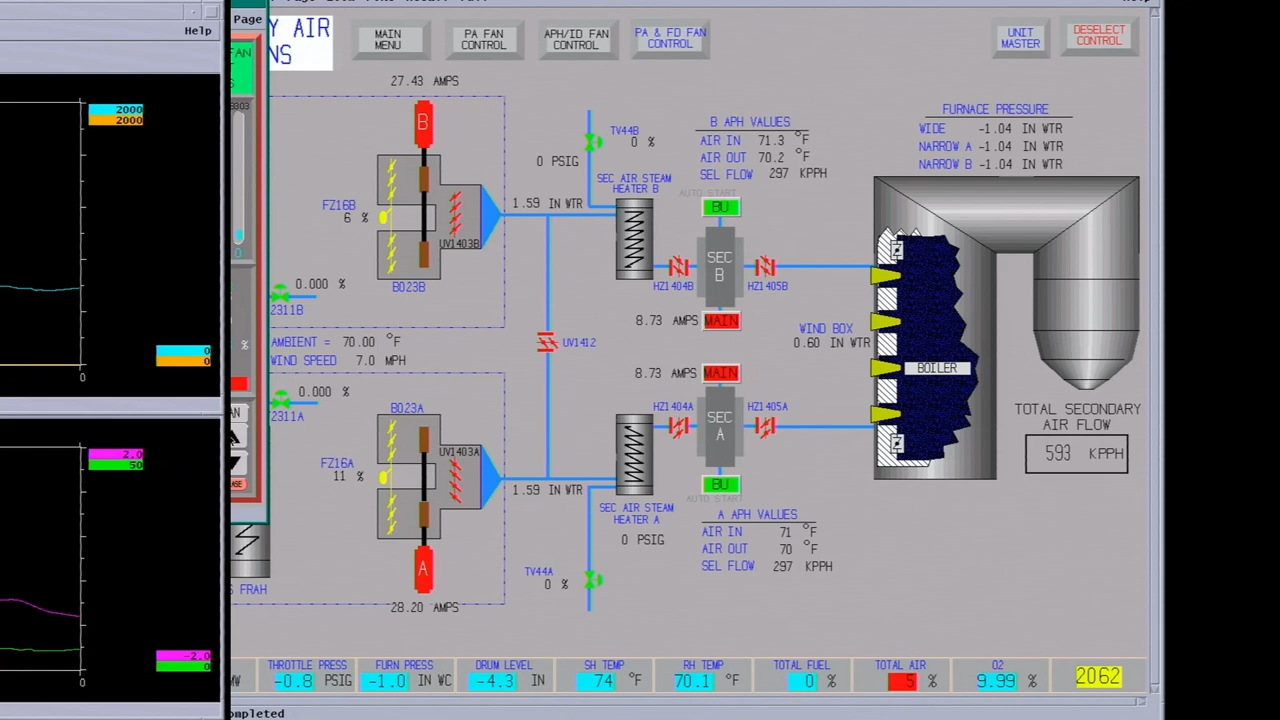 Help
2000
2000
0
0
0
2.0
50
-2.0
0
0
Page
Help
FAN
0
%
Y AIR
NS
MAIN
MENU
PA FAN
CONTROL
APH/ID FAN
CONTROL
PA & FD FAN
CONTROL
UNIT
MASTER
DESELECT
CONTROL
27.43 AMPS
B
FZ16B
6 %
UV1403B
B023B
0.000 %
2311B
1.59 IN WTR
TV44B
0 %
0 PSIG
SEC AIR STEAM
HEATER B
B APH VALUES
AIR IN 71.3 °F
AIR OUT 70.2 °F
SEL FLOW 297 KPPH
AUTO START
BU
SEC
B
HZ1404B
HZ1405B
8.73 AMPS MAIN
FURNACE PRESSURE
WIDE -1.04 IN WTR
NARROW A -1.04 IN WTR
NARROW B -1.04 IN WTR
AMBIENT = 70.00 °F
WIND SPEED 7.0 MPH
UV1412
WIND BOX
0.60 IN WTR
BOILER
8.73 AMPS MAIN
0.000 %
2311A
B023A
FZ16A
11 %
UV1403A
1.59 IN WTR
A
28.20 AMPS
HZ1404A
HZ1405A
SEC
A
BU
AUTO START
SEC AIR STEAM
HEATER A
0 PSIG
TV44A
0 %
A APH VALUES
AIR IN 71 °F
AIR OUT 70 °F
SEL FLOW 297 KPPH
TOTAL SECONDARY
AIR FLOW
593 KPPH
S FRAH
THROTTLE PRESS
-0.8 PSIG
FURN PRESS
-1.0 IN WC
DRUM LEVEL
-4.3 IN
SH TEMP
74 °F
RH TEMP
70.1 °F
TOTAL FUEL
0 %
TOTAL AIR
5 %
O2
9.99 %
2062
ompleted